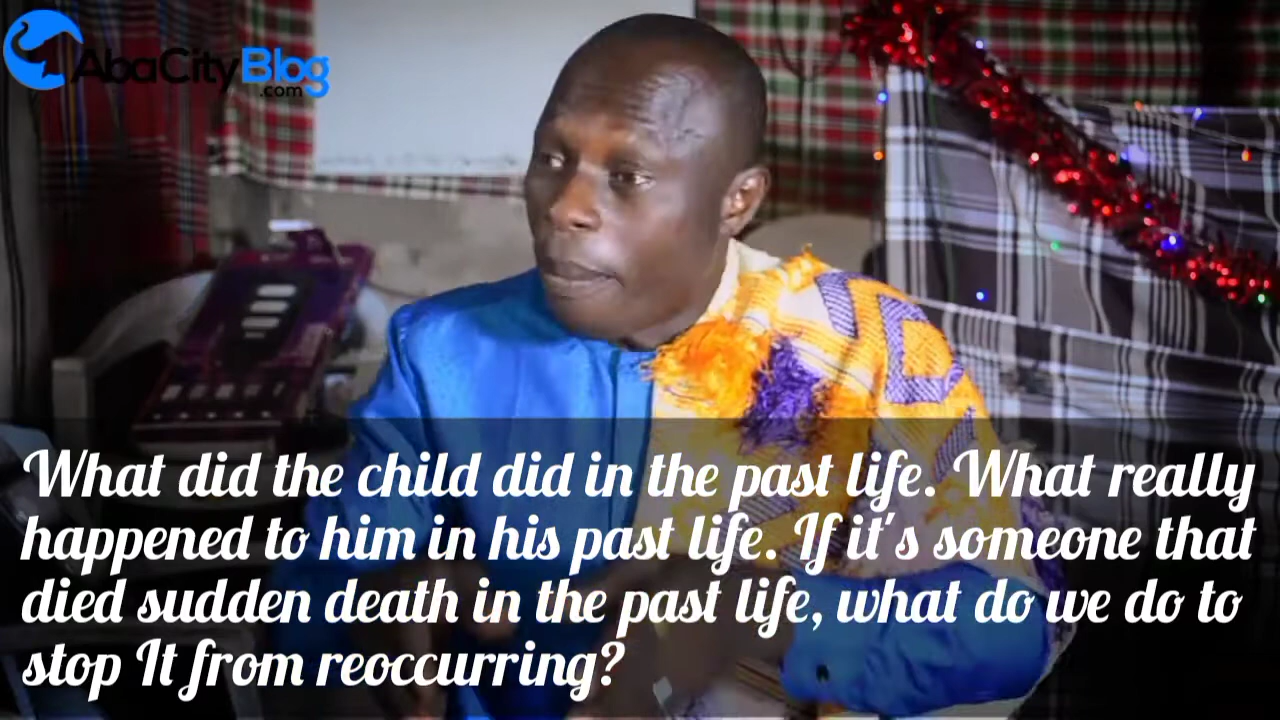 AbaCityBlog
.com
What did the child did in the past life. What really
happened to him in his past life. If it's someone that
died sudden death in the past life, what do we do to
stop It from reoccurring?